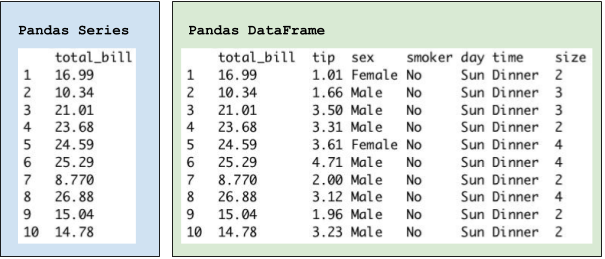 Pandas Series
total_bill
1 16.99
2 10.34
3 21.01
4 23.68
5 24.59
6 25.29
7 8.770
8 26.88
9 15.04
10 14.78
Pandas DataFrame
total_bill tip sex smoker day time size
1 16.99 1.01 Female No Sun Dinner 2
2 10.34 1.66 Male No Sun Dinner 3
3 21.01 3.50 Male No Sun Dinner 3
4 23.68 3.31 Male No Sun Dinner 2
5 24.59 3.61 Female No Sun Dinner 4
6 25.29 4.71 Male No Sun Dinner 4
7 8.770 2.00 Male No Sun Dinner 2
8 26.88 3.12 Male No Sun Dinner 4
9 15.04 1.96 Male No Sun Dinner 2
10 14.78 3.23 Male No Sun Dinner 2